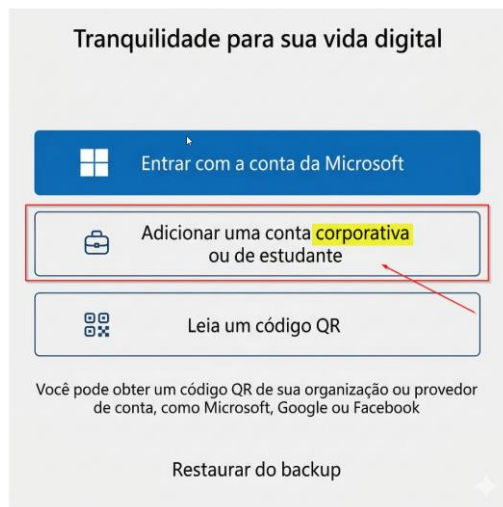 Tranquilidade para sua vida digital
Entrar com a conta da Microsoft
Adicionar uma conta corporativa
ou de estudante
Leia um código QR
Você pode obter um código QR de sua organização ou provedor
de conta, como Microsoft, Google ou Facebook
Restaurar do backup